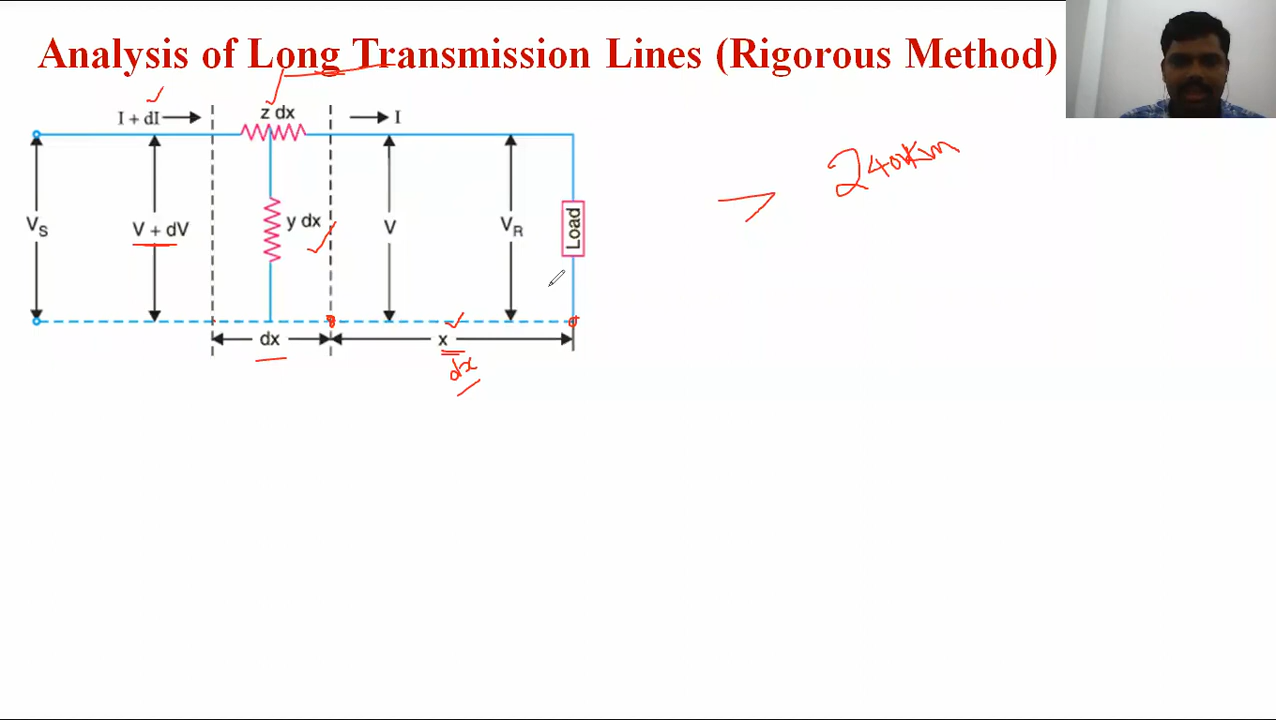 Analysis of Long Transmission Lines (Rigorous Method)
I + dI
z dx
I
> 240km
V_S
V + dV
y dx
V
V_R
Load
dx
x
dx